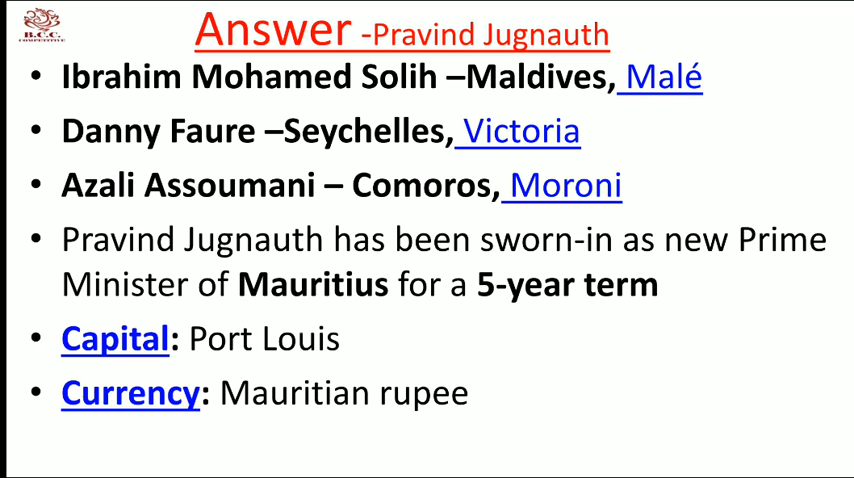 B.C.C.
COMPETITIVE
Answer -Pravind Jugnauth
• Ibrahim Mohamed Solih –Maldives, Malé
• Danny Faure –Seychelles, Victoria
• Azali Assoumani – Comoros, Moroni
• Pravind Jugnauth has been sworn-in as new Prime
Minister of Mauritius for a 5-year term
• Capital: Port Louis
• Currency: Mauritian rupee